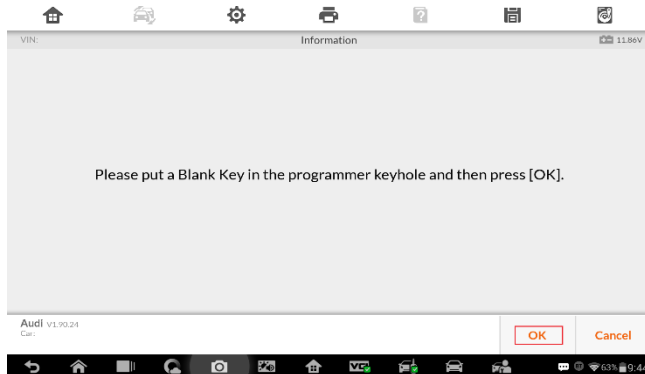 VIN:
Information
11.86V
Please put a Blank Key in the programmer keyhole and then press [OK].
Audi V1.90.24
Car:
OK
Cancel
VCI
63%
9:44